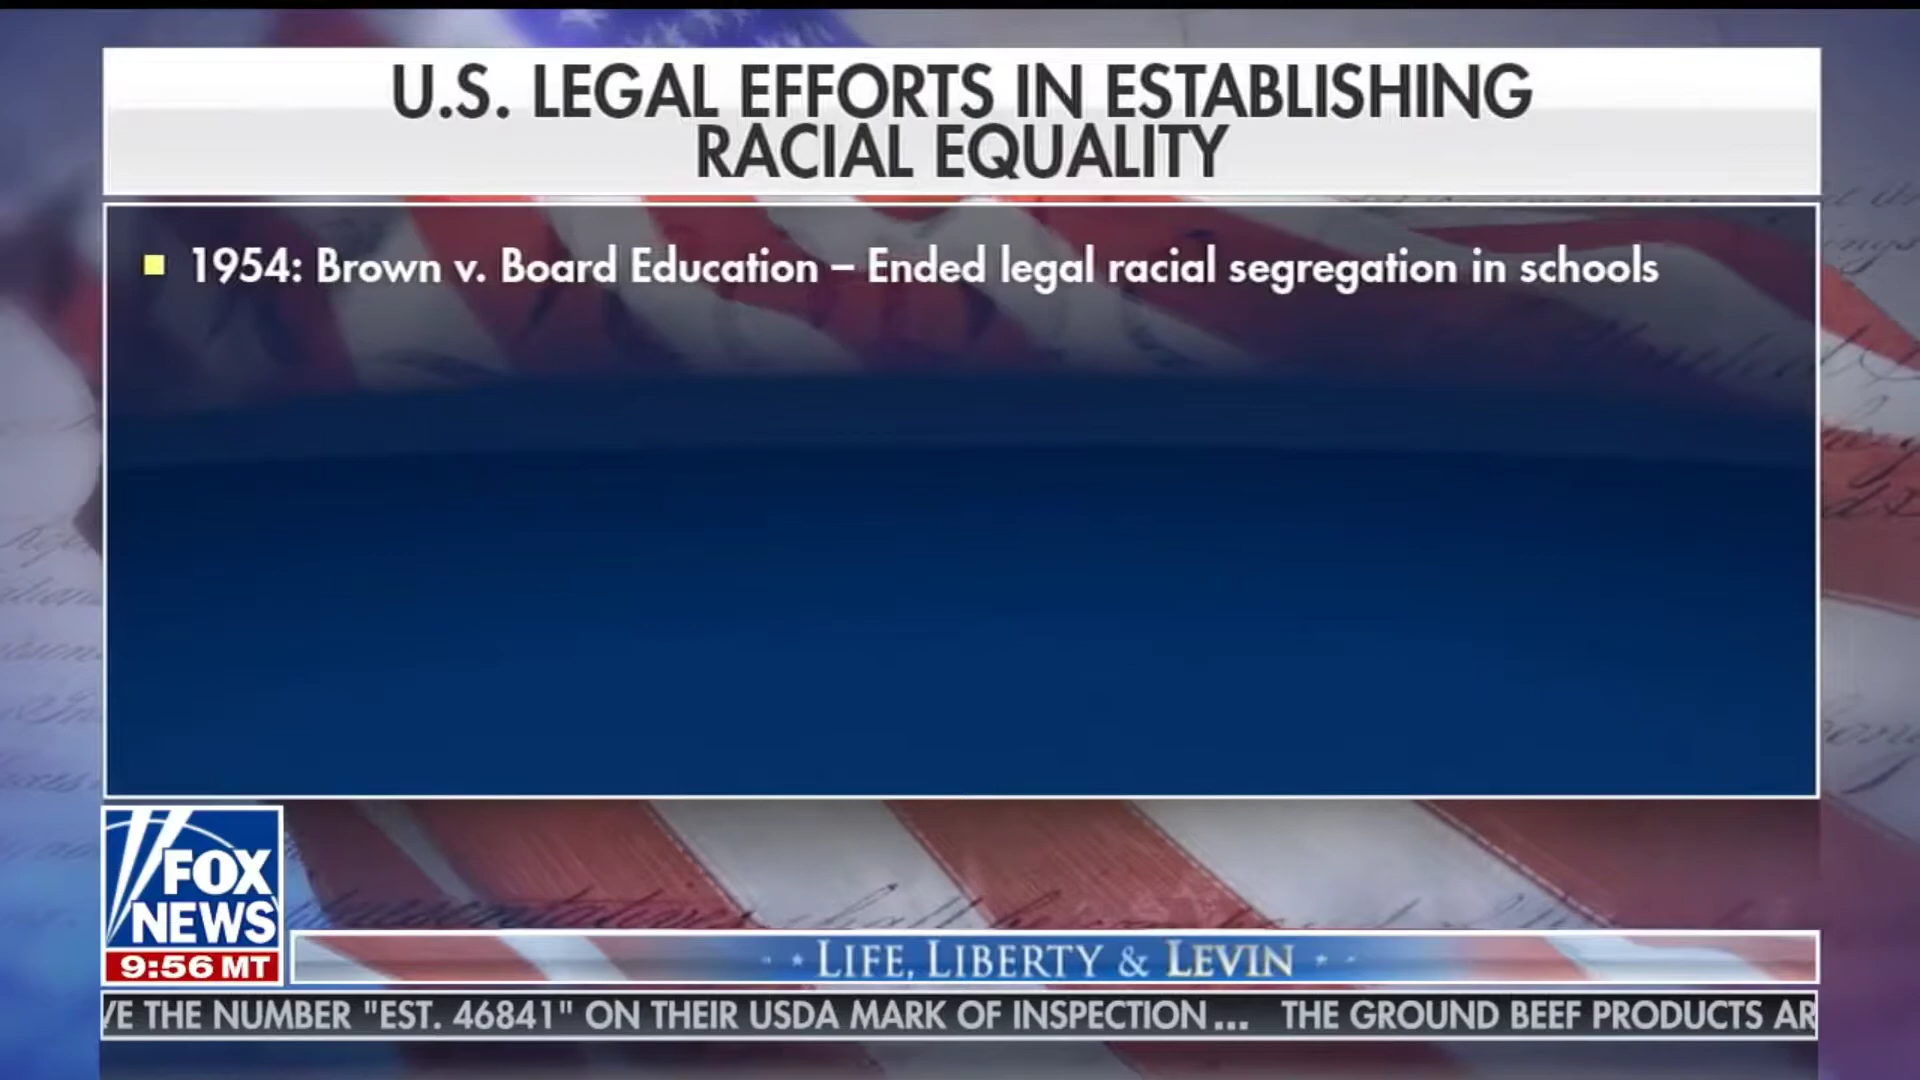 U.S. LEGAL EFFORTS IN ESTABLISHING
RACIAL EQUALITY
1954: Brown v. Board Education – Ended legal racial segregation in schools
FOX
NEWS
9:56 MT
LIFE, LIBERTY & LEVIN
VE THE NUMBER "EST. 46841" ON THEIR USDA MARK OF INSPECTION... THE GROUND BEEF PRODUCTS AR